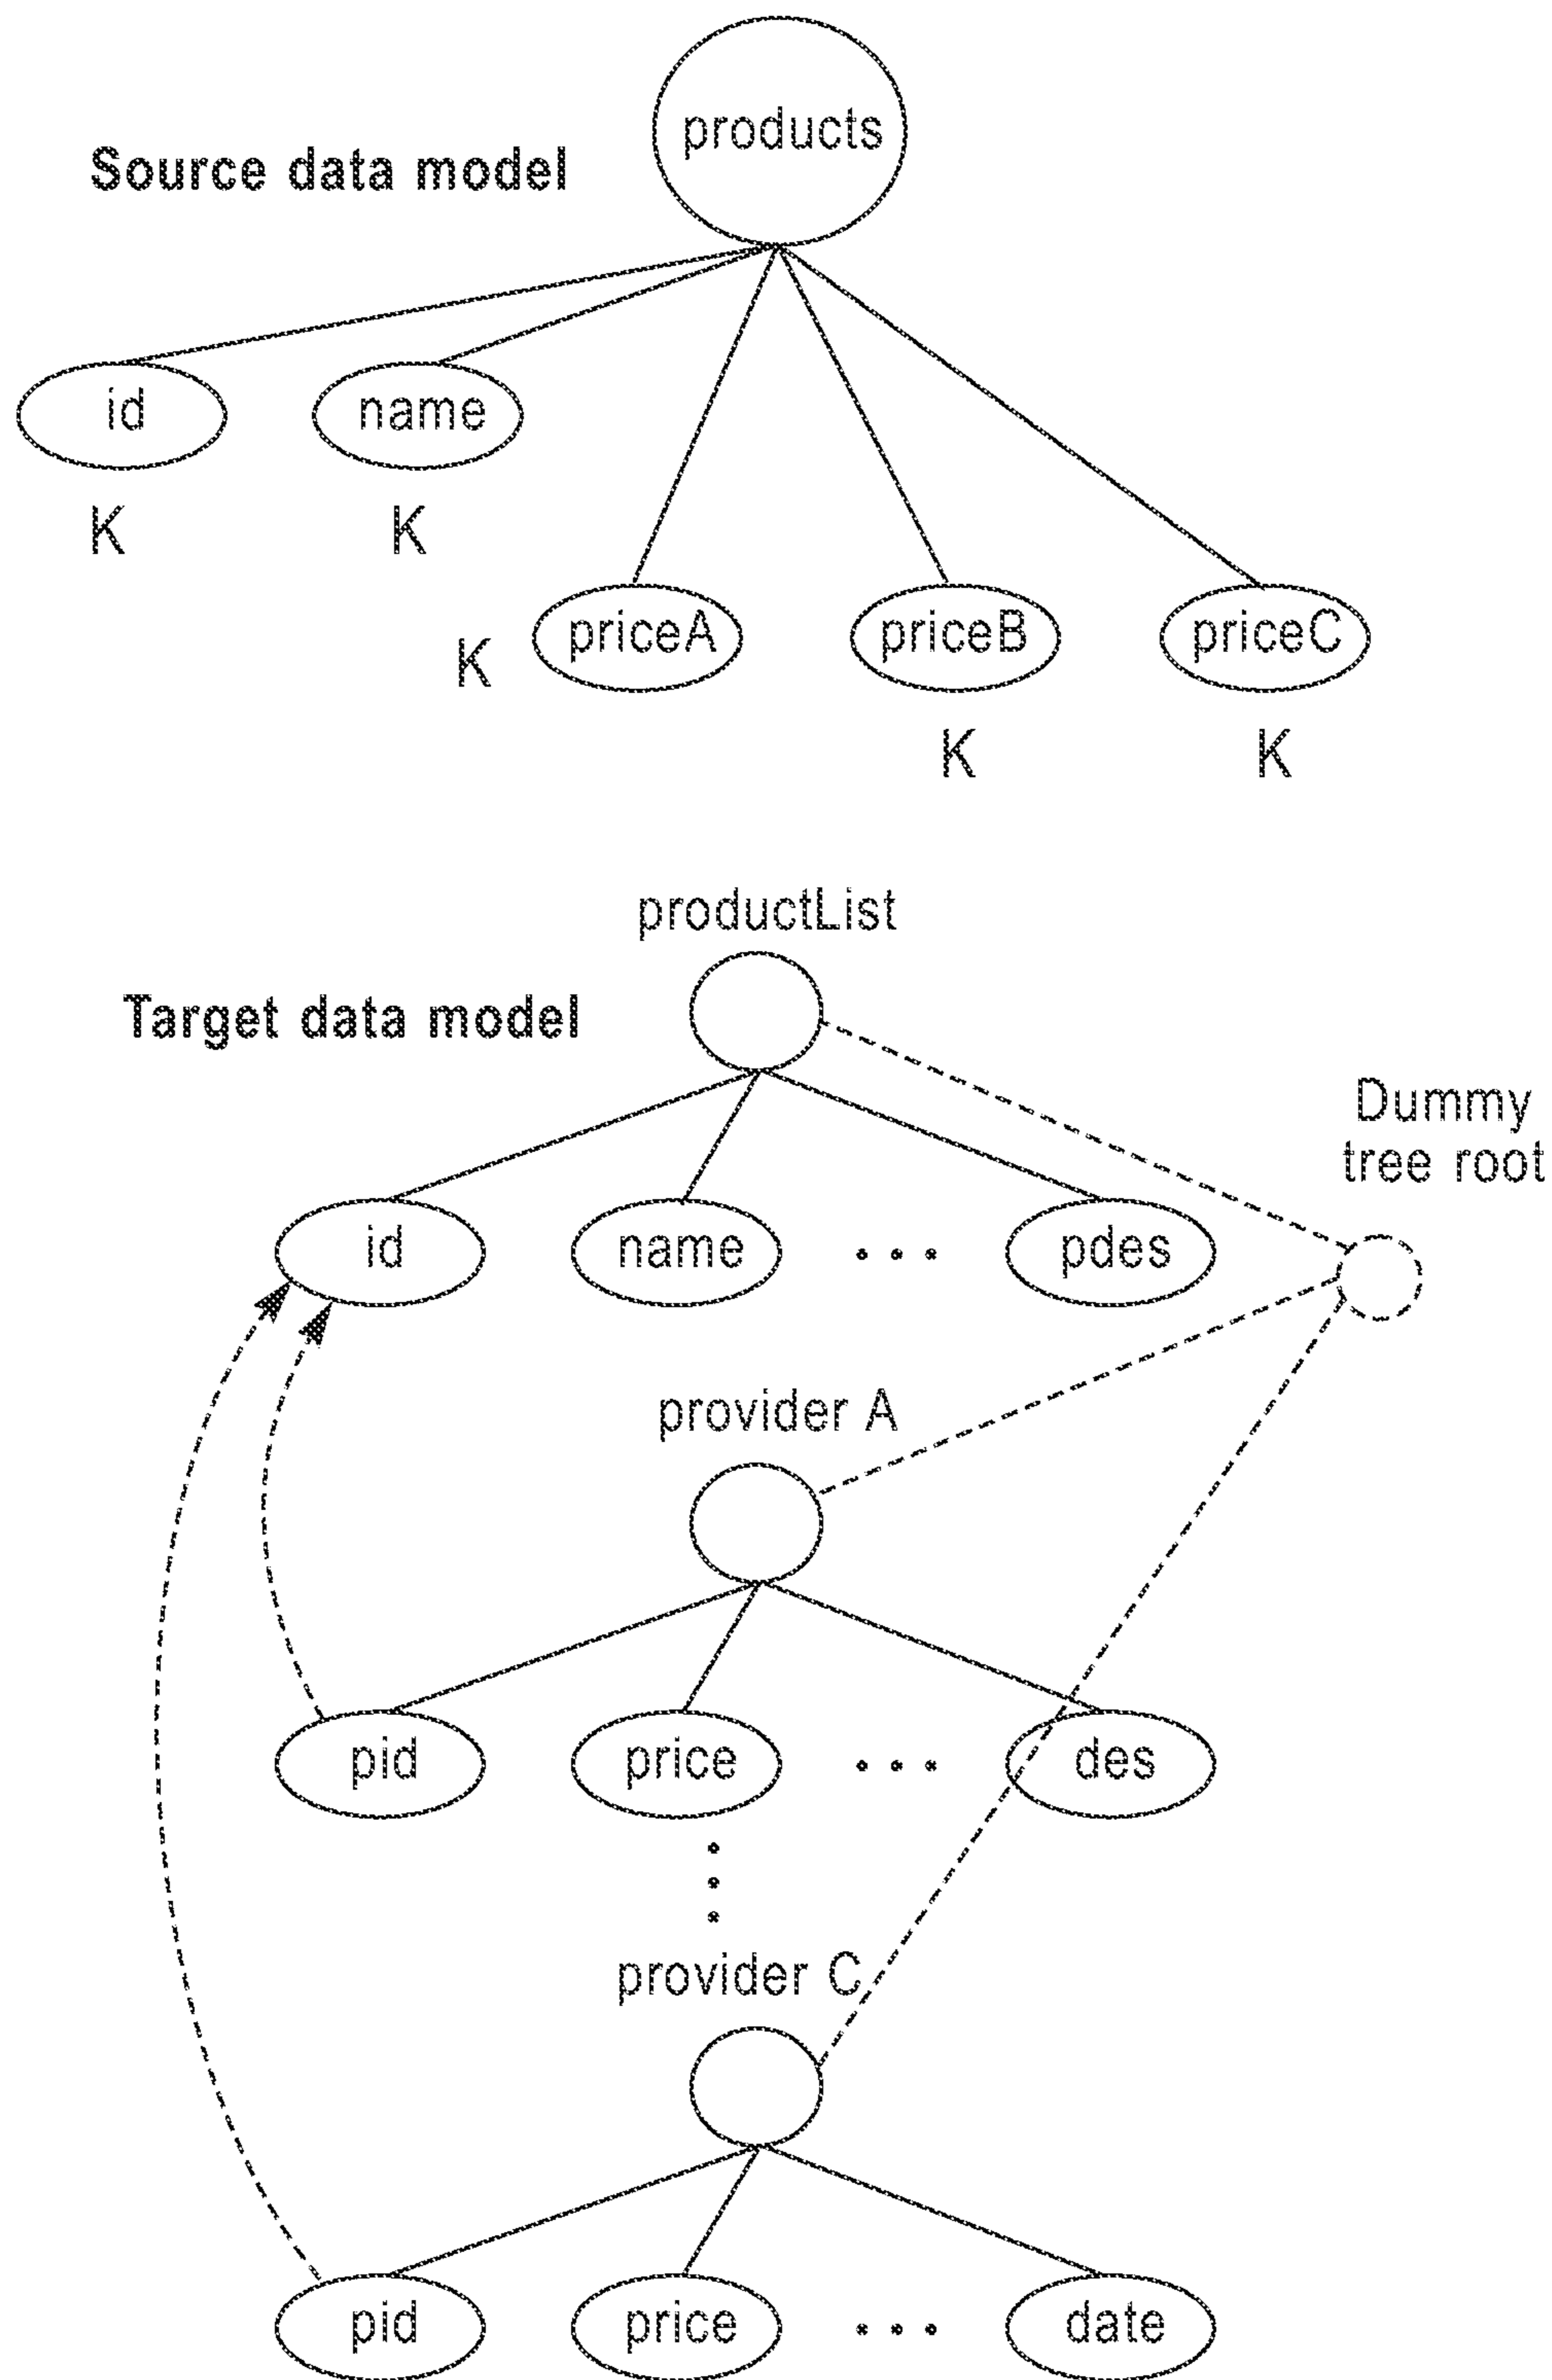 products
Source data model
id
name
K
K
priceA
priceB
priceC
K
K
K
productList
Target data model
Dummy
tree root
id
name
...
pdes
provider A
pid
price
...
des
provider C
pid
price
...
date